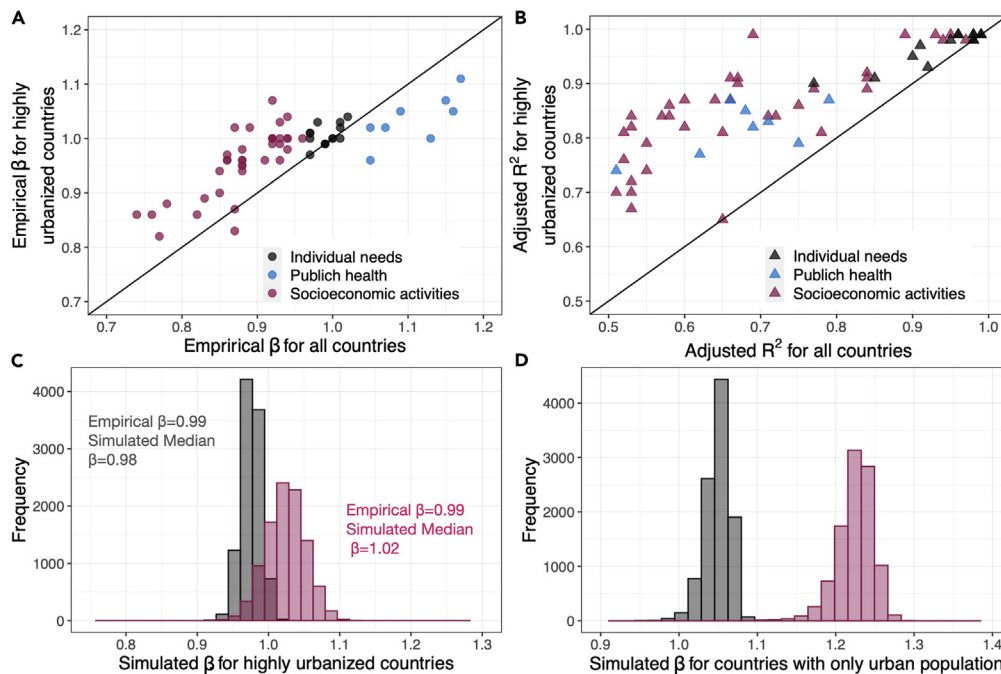 A
1.2
1.1
1.0
0.9
0.8
0.7
Empirical β for highly
urbanized countries
Individual needs
Publich health
Socioeconomic activities
0.7 0.8 0.9 1.0 1.1 1.2
Emprirical β for all countries
B
1.0
0.9
0.8
0.7
0.6
0.5
Adjusted R² for highly
urbanized countries
Individual needs
Publich health
Socioeconomic activities
0.5 0.6 0.7 0.8 0.9 1.0
Adjusted R² for all countries
C
4000
3000
2000
1000
0
Frequency
Empirical β=0.99
Simulated Median
β=0.98
Empirical β=0.99
Simulated Median
β=1.02
0.8 0.9 1.0 1.1 1.2 1.3
Simulated β for highly urbanized countries
D
4000
3000
2000
1000
0
Frequency
0.9 1.0 1.1 1.2 1.3 1.4
Simulated β for countries with only urban population